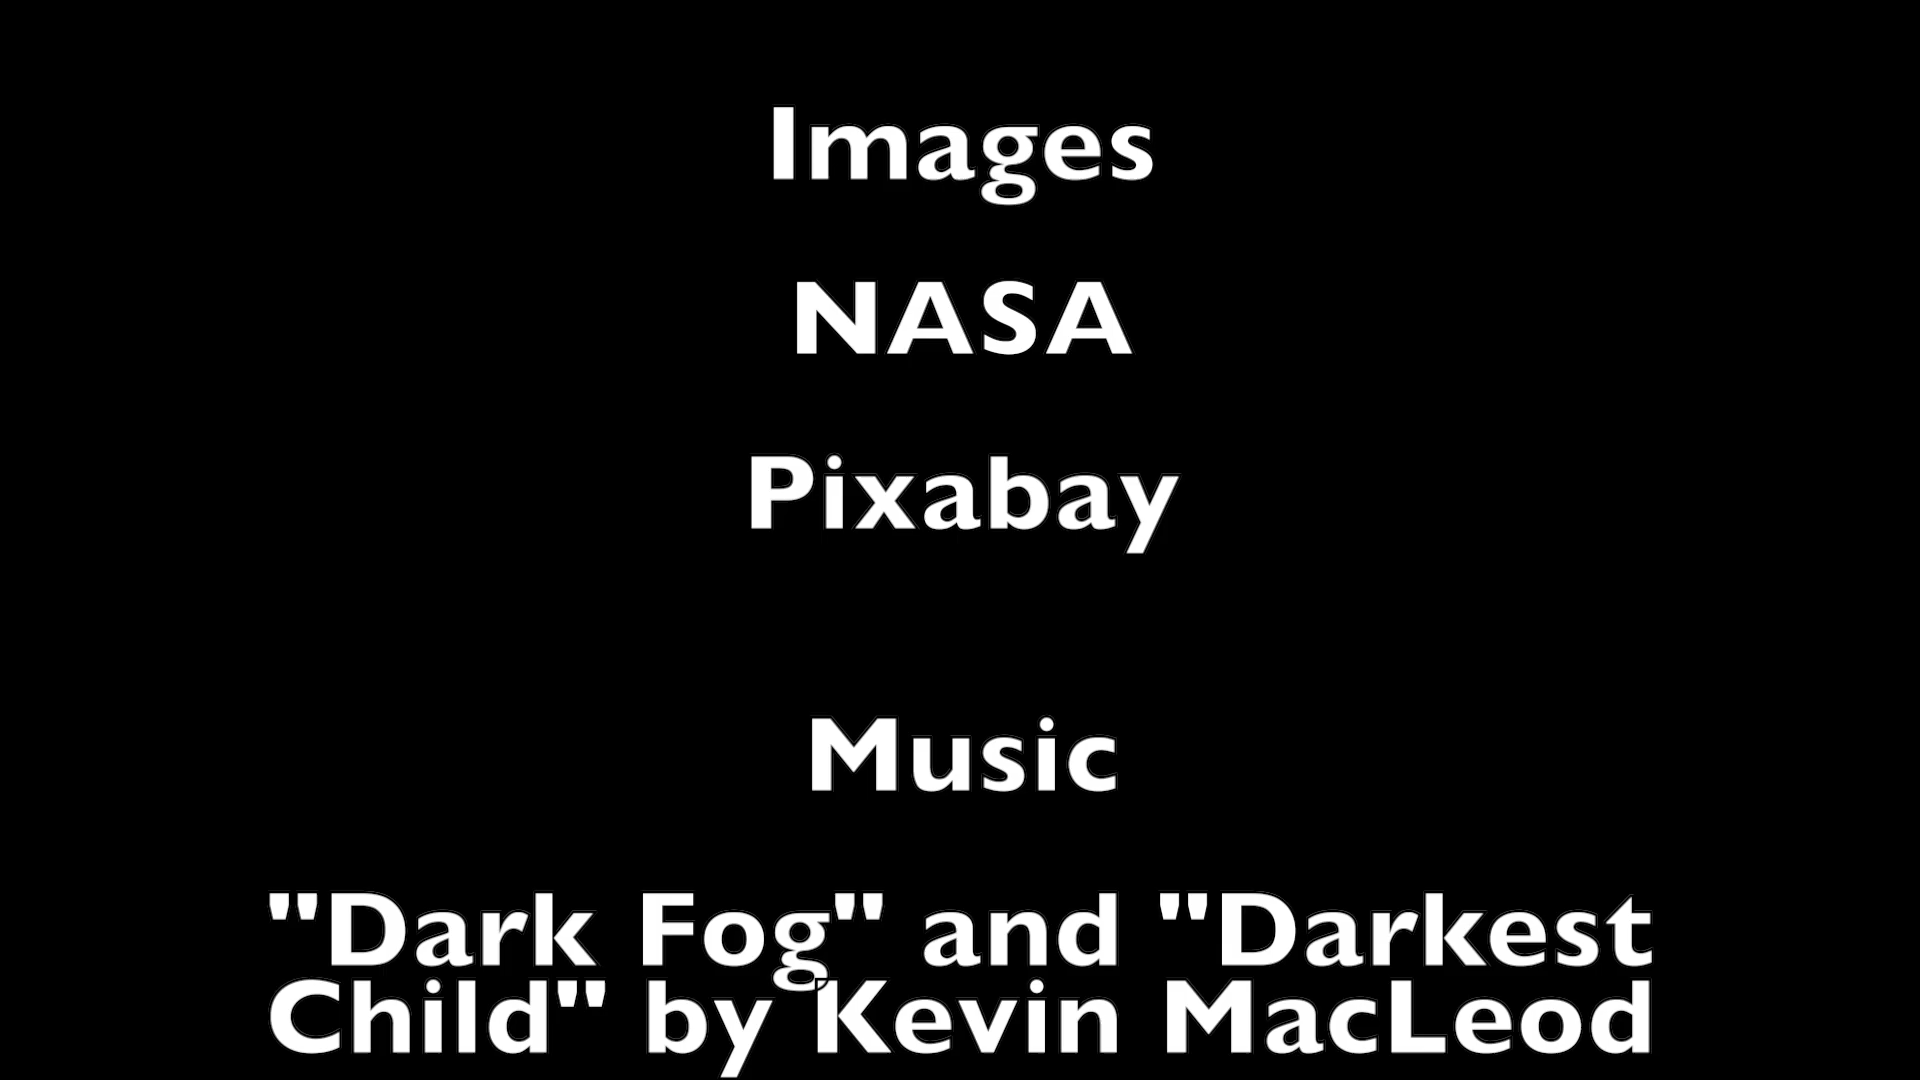 Images
NASA
Pixabay
Music
"Dark Fog" and "Darkest
Child" by Kevin MacLeod